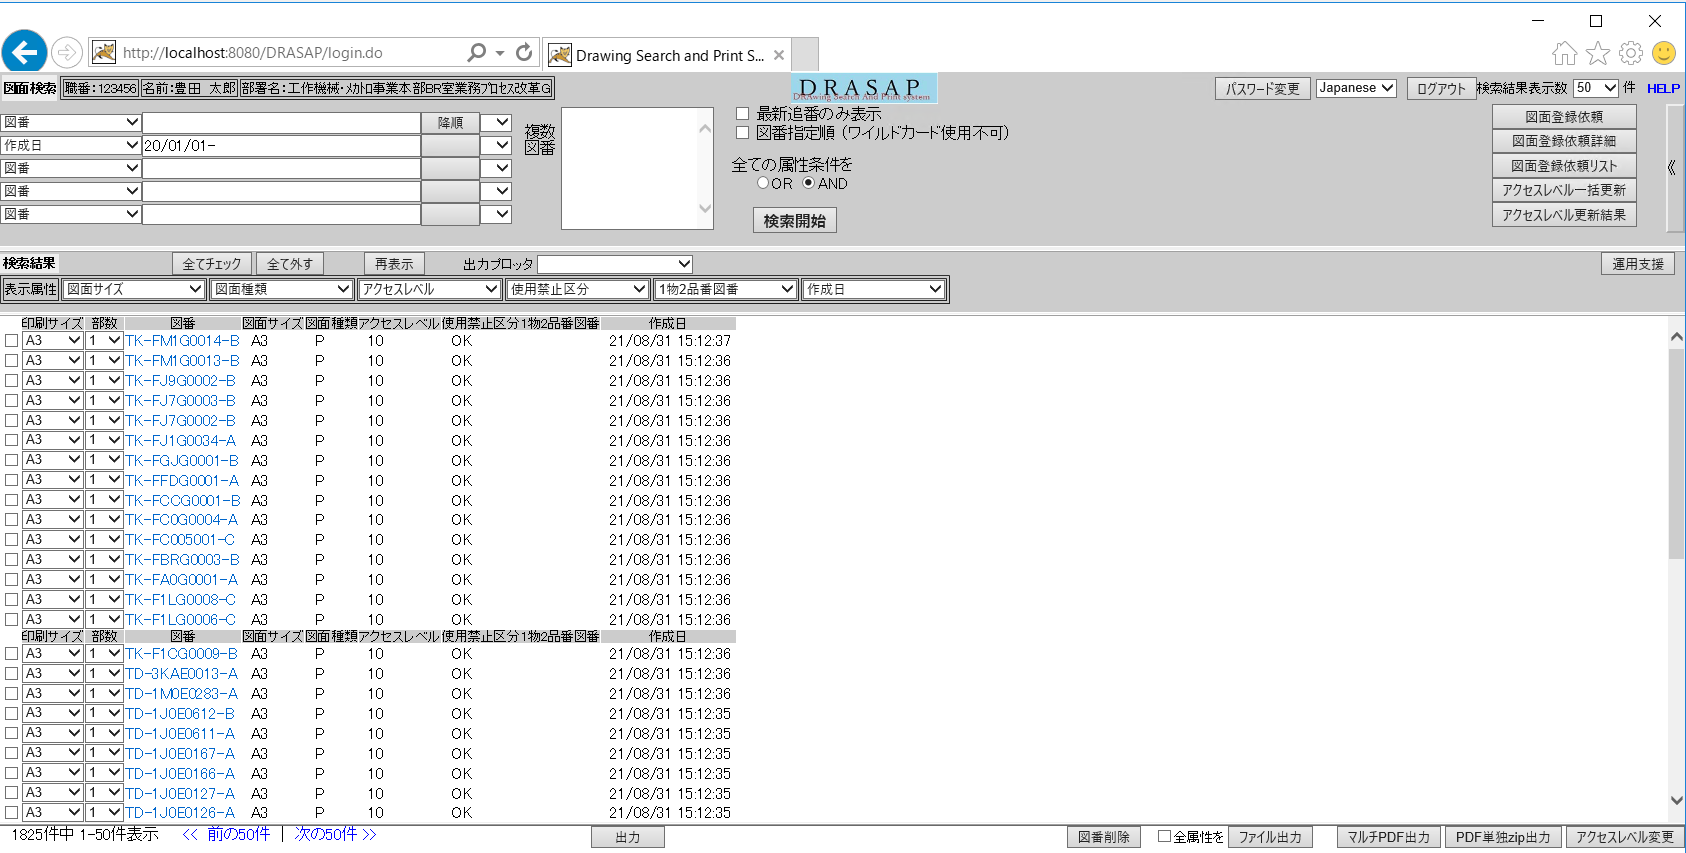 http://localhost:8080/DRASAP/login.do
Drawing Search and Print S...
図面検索 職番:123456 名前:豊田 太郎 部署名:工作機械・メカトロ事業本部BR室業務プロセス改革G
DRASAP
DRAwing Search And Print system
パスワード変更 Japanese ログアウト 検索結果表示数 50 件 HELP
図番 降順
作成日 20/01/01-
図番
図番
図番
複数
図番
最新追番のみ表示
図番指定順 (ワイルドカード使用不可)
全ての属性条件を
OR AND
検索開始
図面登録依頼
図面登録依頼詳細
図面登録依頼リスト
アクセスレベル一括更新
アクセスレベル更新結果
《
検索結果 全てチェック 全て外す 再表示 出力プロッタ 運用支援
表示属性 図面サイズ 図面種類 アクセスレベル 使用禁止区分 1物2品番図番 作成日
印刷サイズ 部数 図番 図面サイズ 図面種類 アクセスレベル 使用禁止区分 1物2品番図番 作成日
A3 1 TK-FM1G0014-B A3 P 10 OK 21/08/31 15:12:37
A3 1 TK-FM1G0013-B A3 P 10 OK 21/08/31 15:12:36
A3 1 TK-FJ9G0002-B A3 P 10 OK 21/08/31 15:12:36
A3 1 TK-FJ7G0003-B A3 P 10 OK 21/08/31 15:12:36
A3 1 TK-FJ7G0002-B A3 P 10 OK 21/08/31 15:12:36
A3 1 TK-FJ1G0034-A A3 P 10 OK 21/08/31 15:12:36
A3 1 TK-FGJG0001-B A3 P 10 OK 21/08/31 15:12:36
A3 1 TK-FFDG0001-A A3 P 10 OK 21/08/31 15:12:36
A3 1 TK-FCCG0001-B A3 P 10 OK 21/08/31 15:12:36
A3 1 TK-FC0G0004-A A3 P 10 OK 21/08/31 15:12:36
A3 1 TK-FC005001-C A3 P 10 OK 21/08/31 15:12:36
A3 1 TK-FBRG0003-B A3 P 10 OK 21/08/31 15:12:36
A3 1 TK-FA0G0001-A A3 P 10 OK 21/08/31 15:12:36
A3 1 TK-F1LG0008-C A3 P 10 OK 21/08/31 15:12:36
A3 1 TK-F1LG0006-C A3 P 10 OK 21/08/31 15:12:36
印刷サイズ 部数 図番 図面サイズ 図面種類 アクセスレベル 使用禁止区分 1物2品番図番 作成日
A3 1 TK-F1CG0009-B A3 P 10 OK 21/08/31 15:12:36
A3 1 TD-3KAE0013-A A3 P 10 OK 21/08/31 15:12:36
A3 1 TD-1M0E0283-A A3 P 10 OK 21/08/31 15:12:36
A3 1 TD-1J0E0612-B A3 P 10 OK 21/08/31 15:12:35
A3 1 TD-1J0E0611-A A3 P 10 OK 21/08/31 15:12:35
A3 1 TD-1J0E0167-A A3 P 10 OK 21/08/31 15:12:35
A3 1 TD-1J0E0166-A A3 P 10 OK 21/08/31 15:12:35
A3 1 TD-1J0E0127-A A3 P 10 OK 21/08/31 15:12:35
A3 1 TD-1J0E0126-A A3 P 10 OK 21/08/31 15:12:35
1825件中 1-50件表示 << 前の50件 | 次の50件 >> 出力 図番削除 全属性を ファイル出力 マルチPDF出力 PDF単独zip出力 アクセスレベル変更